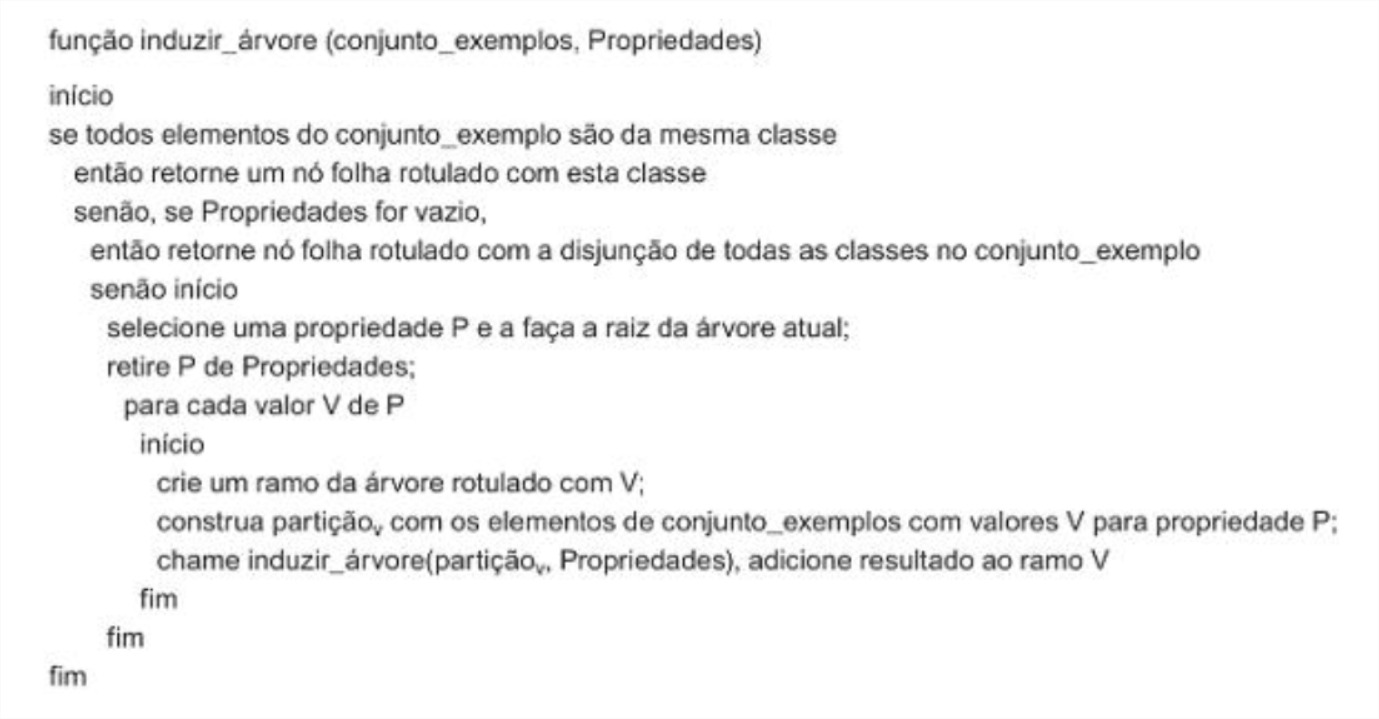 função induzir_árvore (conjunto_exemplos, Propriedades)
início
se todos elementos do conjunto_exemplo são da mesma classe
então retorne um nó folha rotulado com esta classe
senão, se Propriedades for vazio,
então retorne nó folha rotulado com a disjunção de todas as classes no conjunto_exemplo
senão início
selecione uma propriedade P e a faça a raiz da árvore atual;
retire P de Propriedades;
para cada valor V de P
início
crie um ramo da árvore rotulado com V;
construa partiçãoᵥ com os elementos de conjunto_exemplos com valores V para propriedade P;
chame induzir_árvore(partiçãoᵥ, Propriedades), adicione resultado ao ramo V
fim
fim
fim